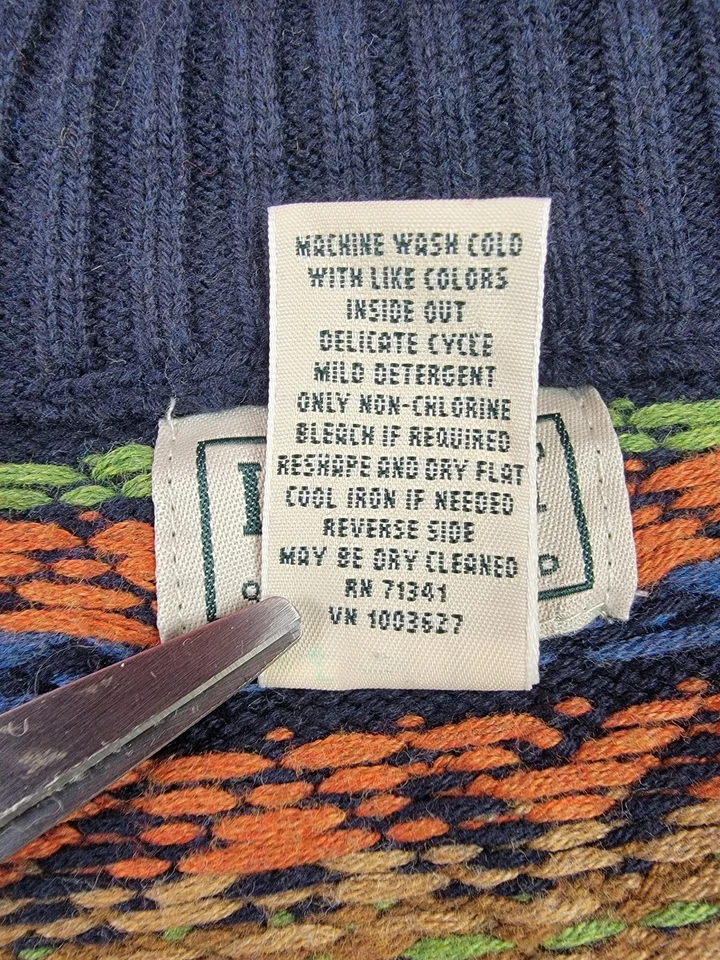 MACHINE WASH COLD
WITH LIKE COLORS
INSIDE OUT
DELICATE CYCLE
MILD DETERGENT
ONLY NON-CHLORINE
BLEACH IF REQUIRED
RESHAPE AND DRY FLAT
COOL IRON IF NEEDED
REVERSE SIDE
MAY BE DRY CLEANED
RN 71341
VN 1003627